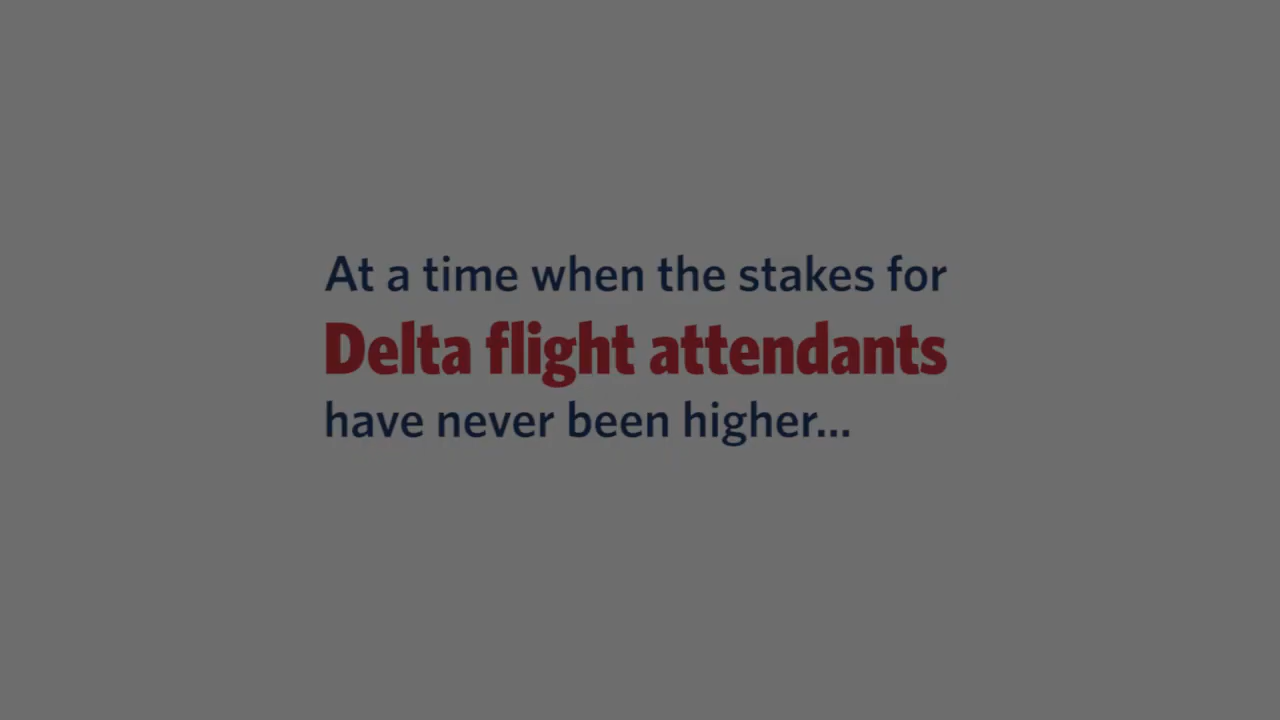 At a time when the stakes for
Delta flight attendants
have never been higher...